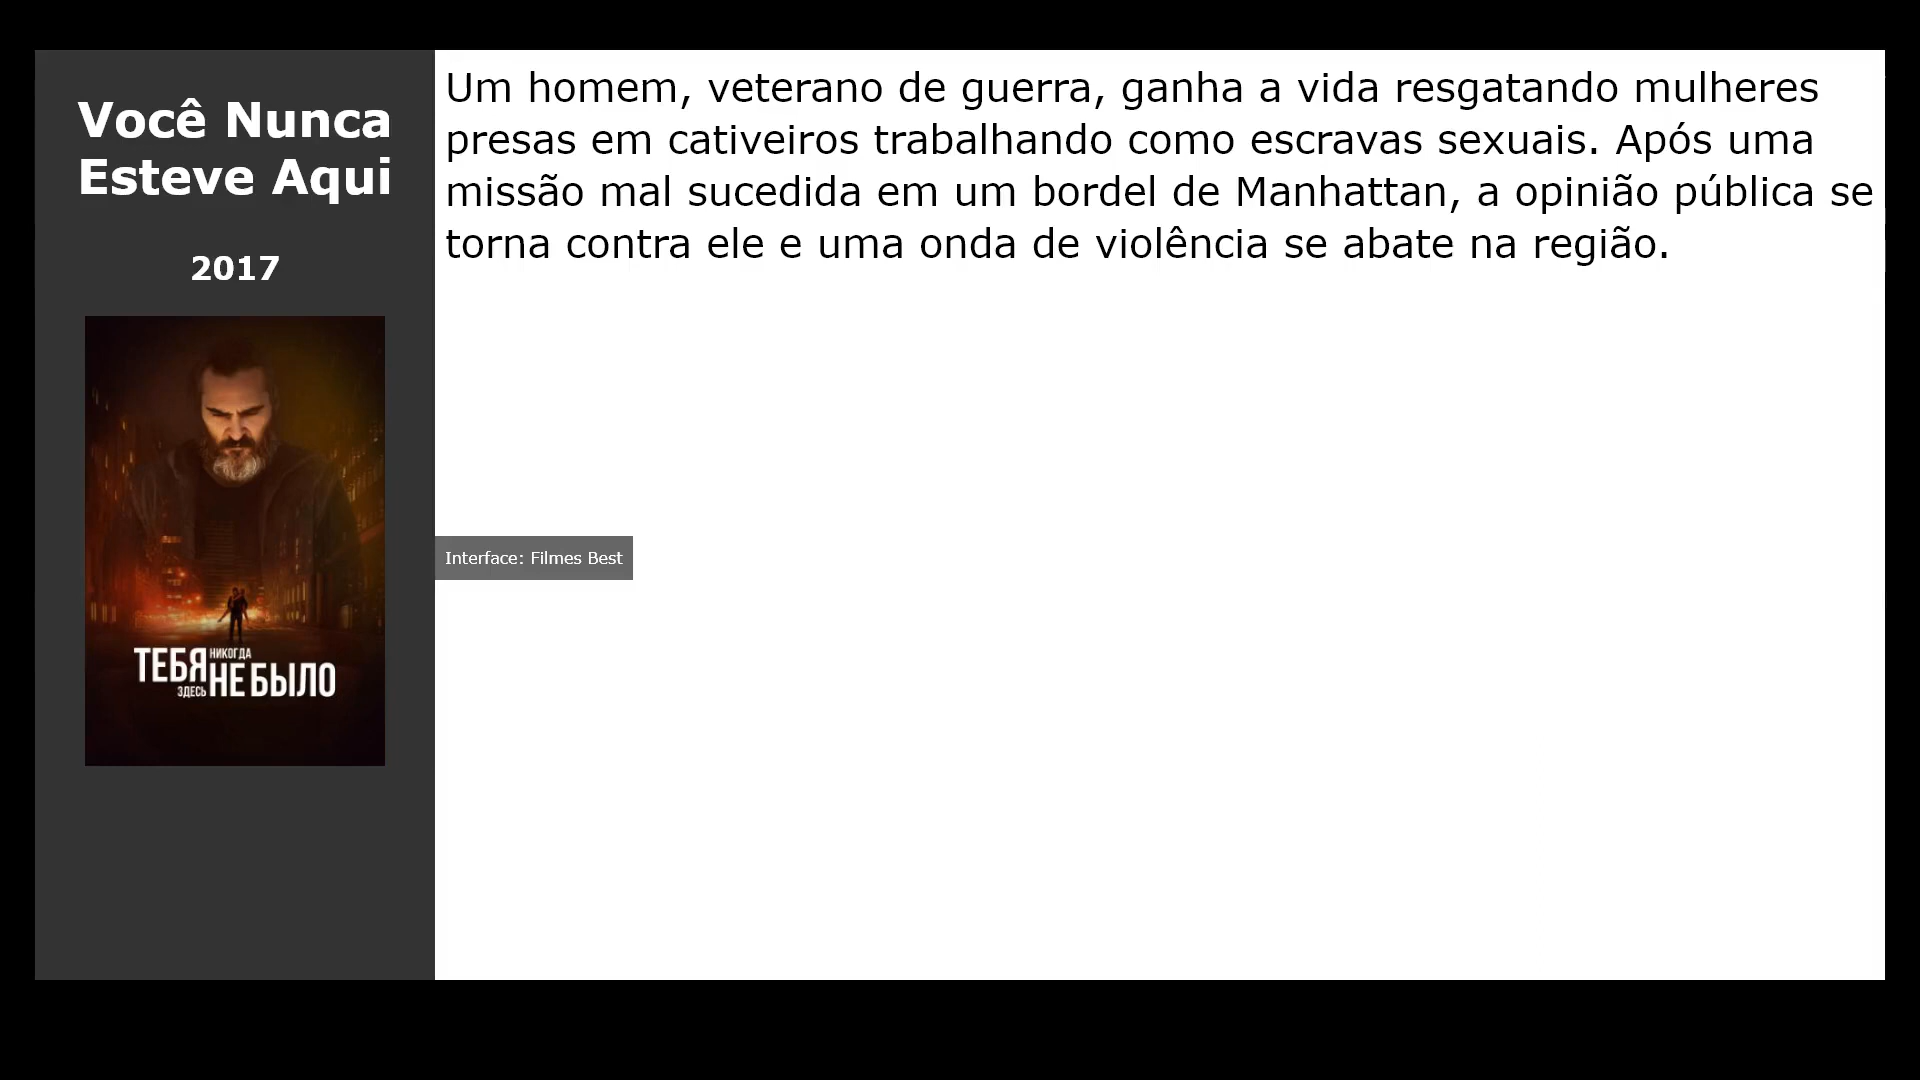 Você Nunca
Esteve Aqui
2017
ТЕБЯ НИКОГДА
ЗДЕСЬ НЕ БЫЛО
Um homem, veterano de guerra, ganha a vida resgatando mulheres
presas em cativeiros trabalhando como escravas sexuais. Após uma
missão mal sucedida em um bordel de Manhattan, a opinião pública se
torna contra ele e uma onda de violência se abate na região.
Interface: Filmes Best